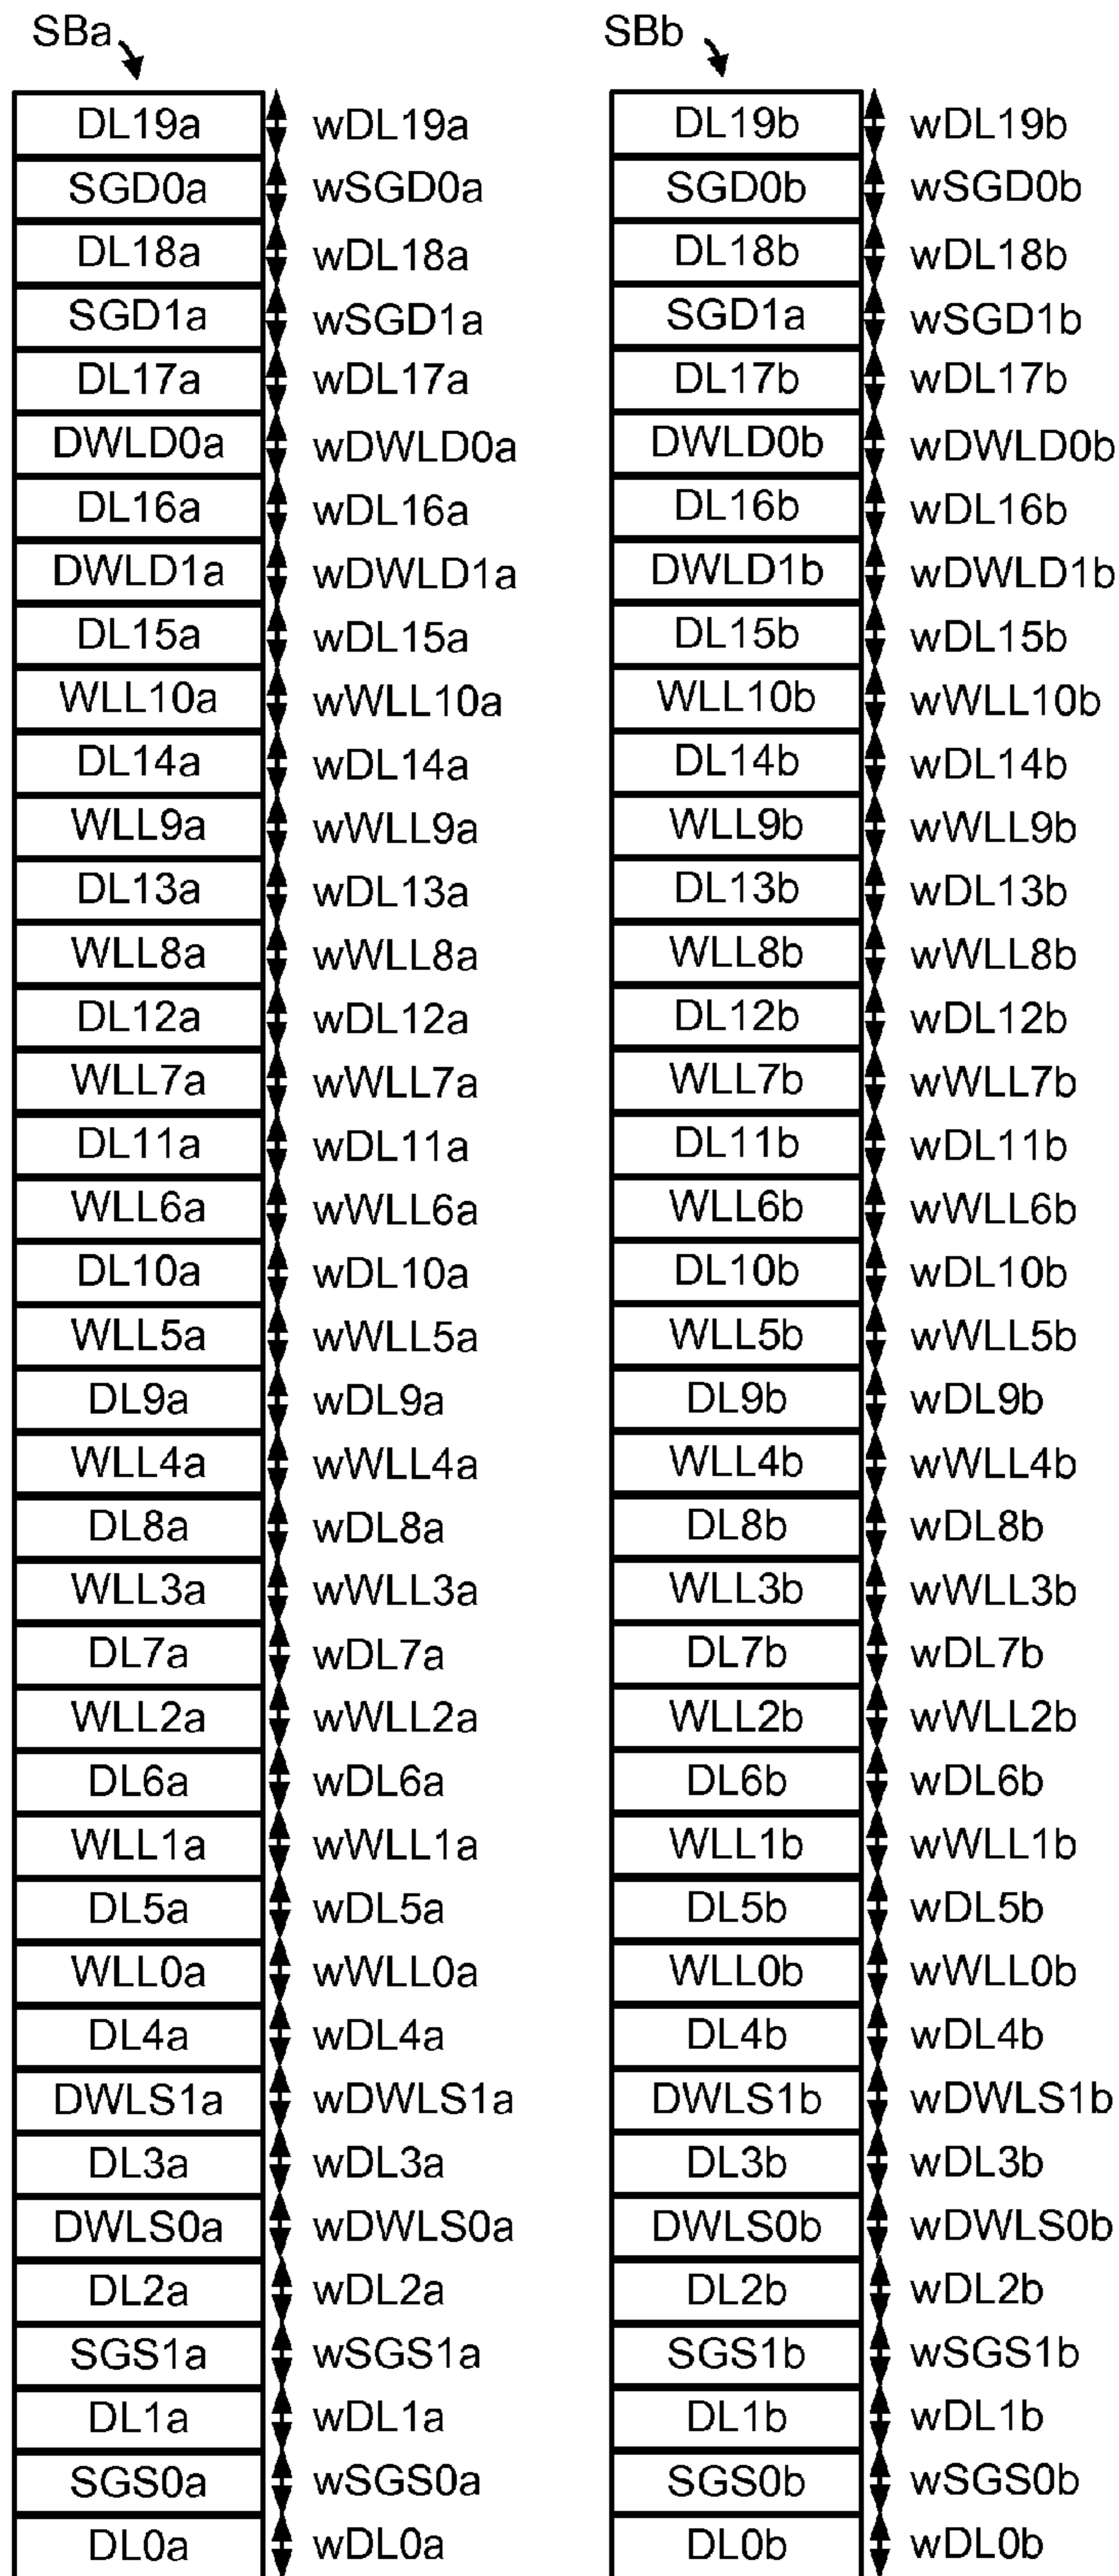 SBa SBb
DL19a wDL19a DL19b wDL19b
SGD0a wSGD0a SGD0b wSGD0b
DL18a wDL18a DL18b wDL18b
SGD1a wSGD1a SGD1a wSGD1b
DL17a wDL17a DL17b wDL17b
DWLD0a wDWLD0a DWLD0b wDWLD0b
DL16a wDL16a DL16b wDL16b
DWLD1a wDWLD1a DWLD1b wDWLD1b
DL15a wDL15a DL15b wDL15b
WLL10a wWLL10a WLL10b wWLL10b
DL14a wDL14a DL14b wDL14b
WLL9a wWLL9a WLL9b wWLL9b
DL13a wDL13a DL13b wDL13b
WLL8a wWLL8a WLL8b wWLL8b
DL12a wDL12a DL12b wDL12b
WLL7a wWLL7a WLL7b wWLL7b
DL11a wDL11a DL11b wDL11b
WLL6a wWLL6a WLL6b wWLL6b
DL10a wDL10a DL10b wDL10b
WLL5a wWLL5a WLL5b wWLL5b
DL9a wDL9a DL9b wDL9b
WLL4a wWLL4a WLL4b wWLL4b
DL8a wDL8a DL8b wDL8b
WLL3a wWLL3a WLL3b wWLL3b
DL7a wDL7a DL7b wDL7b
WLL2a wWLL2a WLL2b wWLL2b
DL6a wDL6a DL6b wDL6b
WLL1a wWLL1a WLL1b wWLL1b
DL5a wDL5a DL5b wDL5b
WLL0a wWLL0a WLL0b wWLL0b
DL4a wDL4a DL4b wDL4b
DWLS1a wDWLS1a DWLS1b wDWLS1b
DL3a wDL3a DL3b wDL3b
DWLS0a wDWLS0a DWLS0b wDWLS0b
DL2a wDL2a DL2b wDL2b
SGS1a wSGS1a SGS1b wSGS1b
DL1a wDL1a DL1b wDL1b
SGS0a wSGS0a SGS0b wSGS0b
DL0a wDL0a DL0b wDL0b